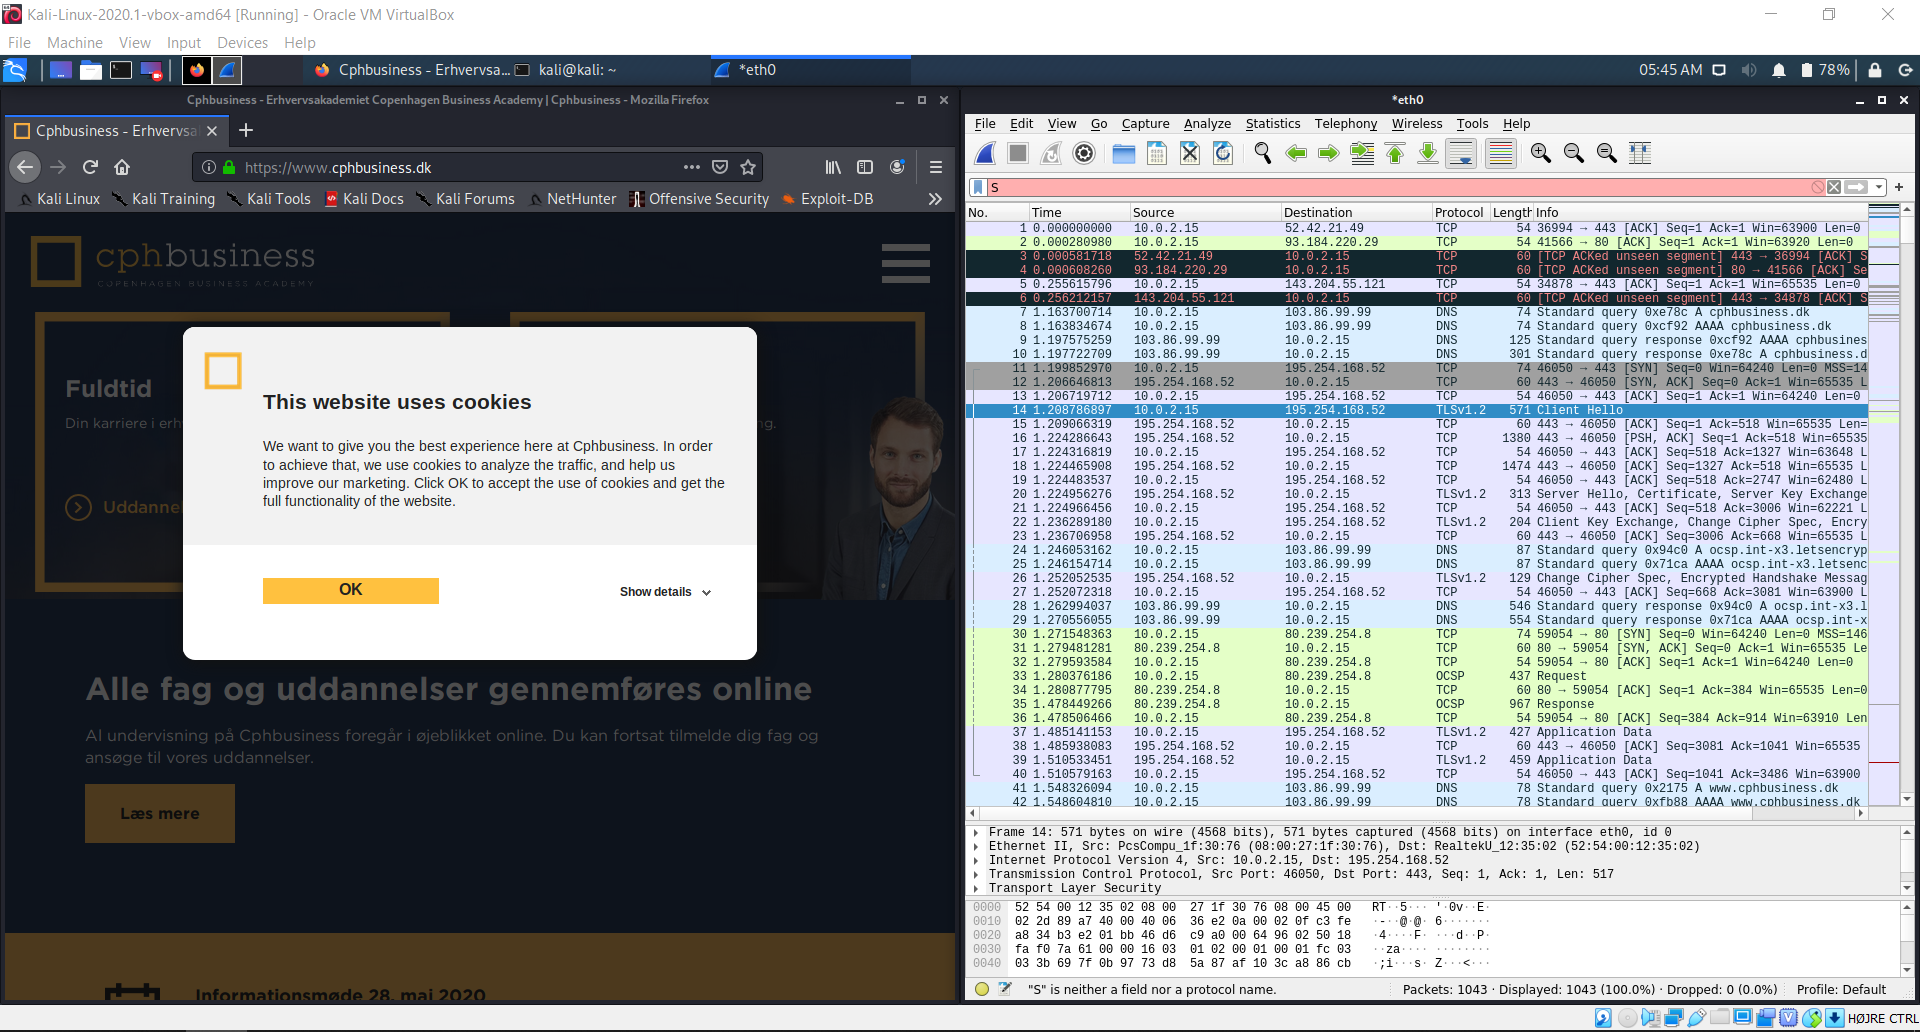 Kali-Linux-2020.1-vbox-amd64 [Running] - Oracle VM VirtualBox
File Machine View Input Devices Help
Cphbusiness - Erhvervsa... kali@kali: ~ *eth0 05:45 AM 78%
Cphbusiness - Erhvervsakademiet Copenhagen Business Academy | Cphbusiness - Mozilla Firefox
Cphbusiness - Erhvervsa
https://www.cphbusiness.dk
Kali Linux Kali Training Kali Tools Kali Docs Kali Forums NetHunter Offensive Security Exploit-DB
cphbusiness
COPENHAGEN BUSINESS ACADEMY
Fuldtid
Din karriere i erh
Uddannel
This website uses cookies
We want to give you the best experience here at Cphbusiness. In order
to achieve that, we use cookies to analyze the traffic, and help us
improve our marketing. Click OK to accept the use of cookies and get the
full functionality of the website.
OK
Show details
Alle fag og uddannelser gennemføres online
Al undervisning på Cphbusiness foregår i øjeblikket online. Du kan fortsat tilmelde dig fag og
ansøge til vores uddannelser.
Læs mere
Informationsmøde 28. maj 2020
*eth0
File Edit View Go Capture Analyze Statistics Telephony Wireless Tools Help
S
No. Time Source Destination Protocol Length Info
1 0.000000000 10.0.2.15 52.42.21.49 TCP 54 36994 → 443 [ACK] Seq=1 Ack=1 Win=63900 Len=0
2 0.000280980 10.0.2.15 93.184.220.29 TCP 54 41566 → 80 [ACK] Seq=1 Ack=1 Win=63920 Len=0
3 0.000581718 52.42.21.49 10.0.2.15 TCP 60 [TCP ACKed unseen segment] 443 → 36994 [ACK] S
4 0.000608260 93.184.220.29 10.0.2.15 TCP 60 [TCP ACKed unseen segment] 80 → 41566 [ACK] Se
5 0.255615796 10.0.2.15 143.204.55.121 TCP 54 34878 → 443 [ACK] Seq=1 Ack=1 Win=65535 Len=0
6 0.256212157 143.204.55.121 10.0.2.15 TCP 60 [TCP ACKed unseen segment] 443 → 34878 [ACK] S
7 1.163700714 10.0.2.15 103.86.99.99 DNS 74 Standard query 0xe78c A cphbusiness.dk
8 1.163834674 10.0.2.15 103.86.99.99 DNS 74 Standard query 0xcf92 AAAA cphbusiness.dk
9 1.197575259 103.86.99.99 10.0.2.15 DNS 125 Standard query response 0xcf92 AAAA cphbusines
10 1.197722709 103.86.99.99 10.0.2.15 DNS 301 Standard query response 0xe78c A cphbusiness.d
11 1.199852970 10.0.2.15 195.254.168.52 TCP 74 46050 → 443 [SYN] Seq=0 Win=64240 Len=0 MSS=14
12 1.206646813 195.254.168.52 10.0.2.15 TCP 60 443 → 46050 [SYN, ACK] Seq=0 Ack=1 Win=65535 L
13 1.206719712 10.0.2.15 195.254.168.52 TCP 54 46050 → 443 [ACK] Seq=1 Ack=1 Win=64240 Len=0
14 1.208786897 10.0.2.15 195.254.168.52 TLSv1.2 571 Client Hello
15 1.209066319 195.254.168.52 10.0.2.15 TCP 60 443 → 46050 [ACK] Seq=1 Ack=518 Win=65535 Len=
16 1.224286643 195.254.168.52 10.0.2.15 TCP 1380 443 → 46050 [PSH, ACK] Seq=1 Ack=518 Win=65535
17 1.224316819 10.0.2.15 195.254.168.52 TCP 54 46050 → 443 [ACK] Seq=518 Ack=1327 Win=63648 L
18 1.224465908 195.254.168.52 10.0.2.15 TCP 1474 443 → 46050 [ACK] Seq=1327 Ack=518 Win=65535 L
19 1.224483537 10.0.2.15 195.254.168.52 TCP 54 46050 → 443 [ACK] Seq=518 Ack=2747 Win=62480 L
20 1.224956276 195.254.168.52 10.0.2.15 TLSv1.2 313 Server Hello, Certificate, Server Key Exchange
21 1.224966456 10.0.2.15 195.254.168.52 TCP 54 46050 → 443 [ACK] Seq=518 Ack=3006 Win=62221 L
22 1.236289180 10.0.2.15 195.254.168.52 TLSv1.2 204 Client Key Exchange, Change Cipher Spec, Encry
23 1.236706958 195.254.168.52 10.0.2.15 TCP 60 443 → 46050 [ACK] Seq=3006 Ack=668 Win=65535 L
24 1.246053162 10.0.2.15 103.86.99.99 DNS 87 Standard query 0x94c0 A ocsp.int-x3.letsencryp
25 1.246154714 10.0.2.15 103.86.99.99 DNS 87 Standard query 0x71ca AAAA ocsp.int-x3.letsenc
26 1.252052535 195.254.168.52 10.0.2.15 TLSv1.2 129 Change Cipher Spec, Encrypted Handshake Messag
27 1.252072318 10.0.2.15 195.254.168.52 TCP 54 46050 → 443 [ACK] Seq=668 Ack=3081 Win=63900 L
28 1.262994037 103.86.99.99 10.0.2.15 DNS 546 Standard query response 0x94c0 A ocsp.int-x3.l
29 1.270556055 103.86.99.99 10.0.2.15 DNS 554 Standard query response 0x71ca AAAA ocsp.int-x
30 1.271548363 10.0.2.15 80.239.254.8 TCP 74 59054 → 80 [SYN] Seq=0 Win=64240 Len=0 MSS=146
31 1.279481281 80.239.254.8 10.0.2.15 TCP 60 80 → 59054 [SYN, ACK] Seq=0 Ack=1 Win=65535 Le
32 1.279593584 10.0.2.15 80.239.254.8 TCP 54 59054 → 80 [ACK] Seq=1 Ack=1 Win=64240 Len=0
33 1.280376186 10.0.2.15 80.239.254.8 OCSP 437 Request
34 1.280877795 80.239.254.8 10.0.2.15 TCP 60 80 → 59054 [ACK] Seq=1 Ack=384 Win=65535 Len=0
35 1.478449266 80.239.254.8 10.0.2.15 OCSP 967 Response
36 1.478506466 10.0.2.15 80.239.254.8 TCP 54 59054 → 80 [ACK] Seq=384 Ack=914 Win=63910 Len
37 1.485141153 10.0.2.15 195.254.168.52 TLSv1.2 427 Application Data
38 1.485938083 195.254.168.52 10.0.2.15 TCP 60 443 → 46050 [ACK] Seq=3081 Ack=1041 Win=65535
39 1.510533451 195.254.168.52 10.0.2.15 TLSv1.2 459 Application Data
40 1.510579163 10.0.2.15 195.254.168.52 TCP 54 46050 → 443 [ACK] Seq=1041 Ack=3486 Win=63900
41 1.548326094 10.0.2.15 103.86.99.99 DNS 78 Standard query 0x2175 A www.cphbusiness.dk
42 1.548604810 10.0.2.15 103.86.99.99 DNS 78 Standard query 0xfb88 AAAA www.cphbusiness.dk
Frame 14: 571 bytes on wire (4568 bits), 571 bytes captured (4568 bits) on interface eth0, id 0
Ethernet II, Src: PcsCompu_1f:30:76 (08:00:27:1f:30:76), Dst: RealtekU_12:35:02 (52:54:00:12:35:02)
Internet Protocol Version 4, Src: 10.0.2.15, Dst: 195.254.168.52
Transmission Control Protocol, Src Port: 46050, Dst Port: 443, Seq: 1, Ack: 1, Len: 517
Transport Layer Security
0000 52 54 00 12 35 02 08 00 27 1f 30 76 08 00 45 00 RT··5··· '·0v··E·
0010 02 2d 89 a7 40 00 40 06 36 e2 0a 00 02 0f c3 fe ·-··@·@· 6·······
0020 a8 34 b3 e2 01 bb 46 d6 c9 a0 00 64 96 02 50 18 ·4····F· ···d··P·
0030 fa f0 7a 61 00 00 16 03 01 02 00 01 00 01 fc 03 ··za···· ········
0040 03 3b 69 7f 0b 97 73 d8 5a 87 af 10 3c a8 86 cb ·;i···s· Z···<···
"S" is neither a field nor a protocol name. Packets: 1043 · Displayed: 1043 (100.0%) · Dropped: 0 (0.0%) Profile: Default
HØJRE CTRL